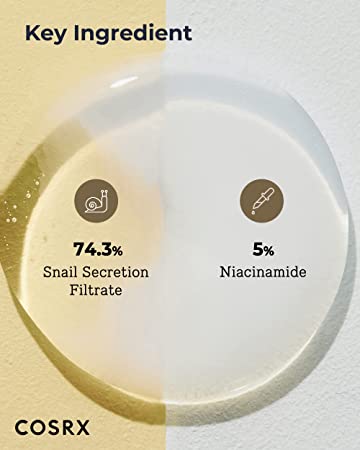 Key Ingredient
74.3%
Snail Secretion
Filtrate
5%
Niacinamide
COSRX